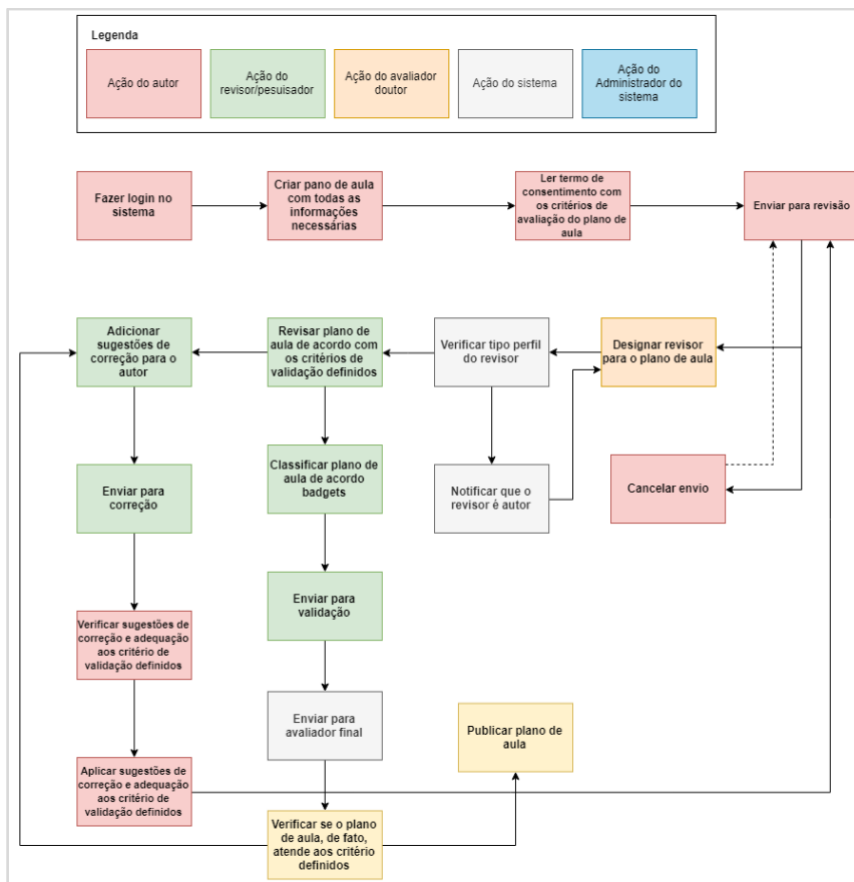 Legenda
Ação do autor
Ação do
revisor/pesuisador
Ação do avaliador
doutor
Ação do sistema
Ação do
Administrador do
sistema
Fazer login no
sistema
Criar pano de aula
com todas as
informações
necessárias
Ler termo de
consentimento com
os critérios de
avaliação do plano de
aula
Enviar para revisão
Adicionar
sugestões de
correção para o
autor
Revisar plano de
aula de acordo com
os critérios de
validação definidos
Verificar tipo perfil
do revisor
Designar revisor
para o plano de aula
Enviar para
correção
Classificar plano de
aula de acordo
badgets
Notificar que o
revisor é autor
Cancelar envio
Enviar para
validação
Verificar sugestões de
correção e adequação
aos critério de
validação definidos
Enviar para
avaliador final
Publicar plano de
aula
Aplicar sugestões de
correção e adequação
aos critério de
validação definidos
Verificar se o plano
de aula, de fato,
atende aos critério
definidos